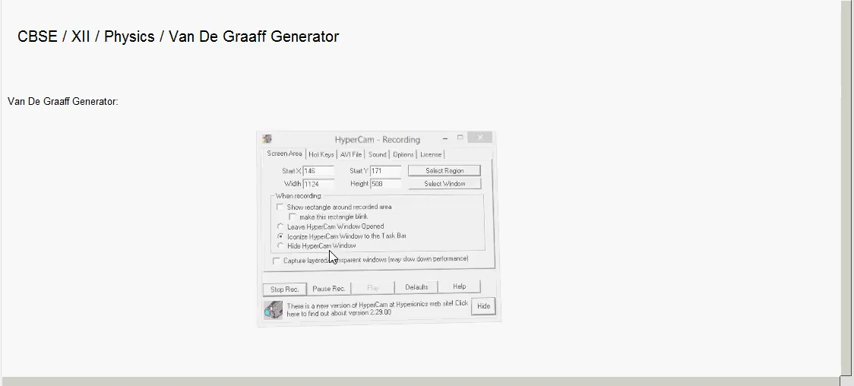 CBSE / XII / Physics / Van De Graaff Generator
Van De Graaff Generator:
HyperCam - Recording
Screen Area Hot Keys AVI File Sound Options License
Start X 146 Start Y 171 Select Region
Width 1124 Height 508 Select Window
When recording
Show rectangle around recorded area
make this rectangle blink
Leave HyperCam Window Opened
Iconize HyperCam Window to the Task Bar
Hide HyperCam Window
Capture layered, transparent windows (may slow down performance)
Stop Rec. Pause Rec. Play Defaults Help
There is a new version of HyperCam at Hyperionics web site! Click
here to find out about version 2.29.00 Hide